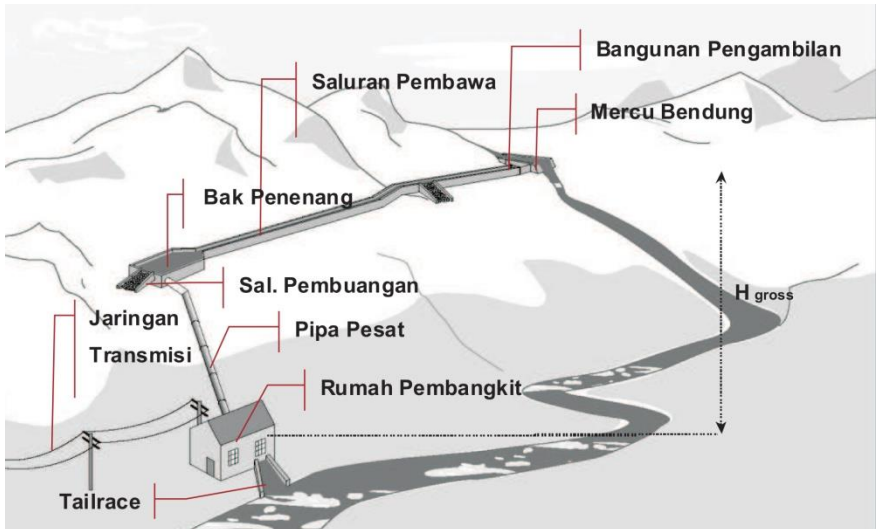 Bangunan Pengambilan
Saluran Pembawa
Mercu Bendung
Bak Penenang
Sal. Pembuangan
H gross
Jaringan
Transmisi
Pipa Pesat
Rumah Pembangkit
Tailrace